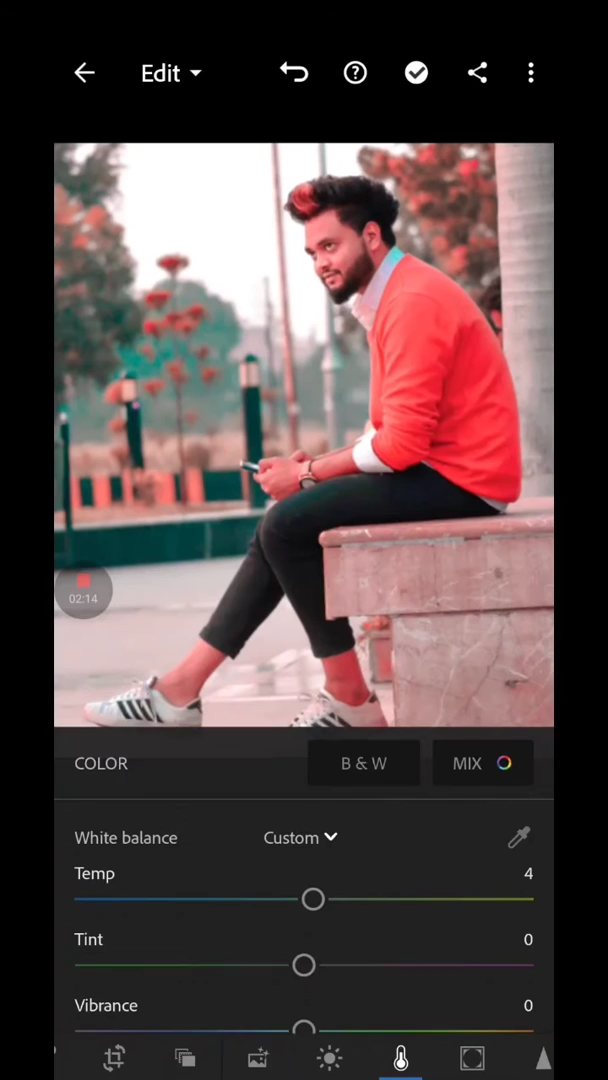 Edit
02:14
COLOR B & W MIX
White balance Custom
Temp 4
Tint 0
Vibrance 0